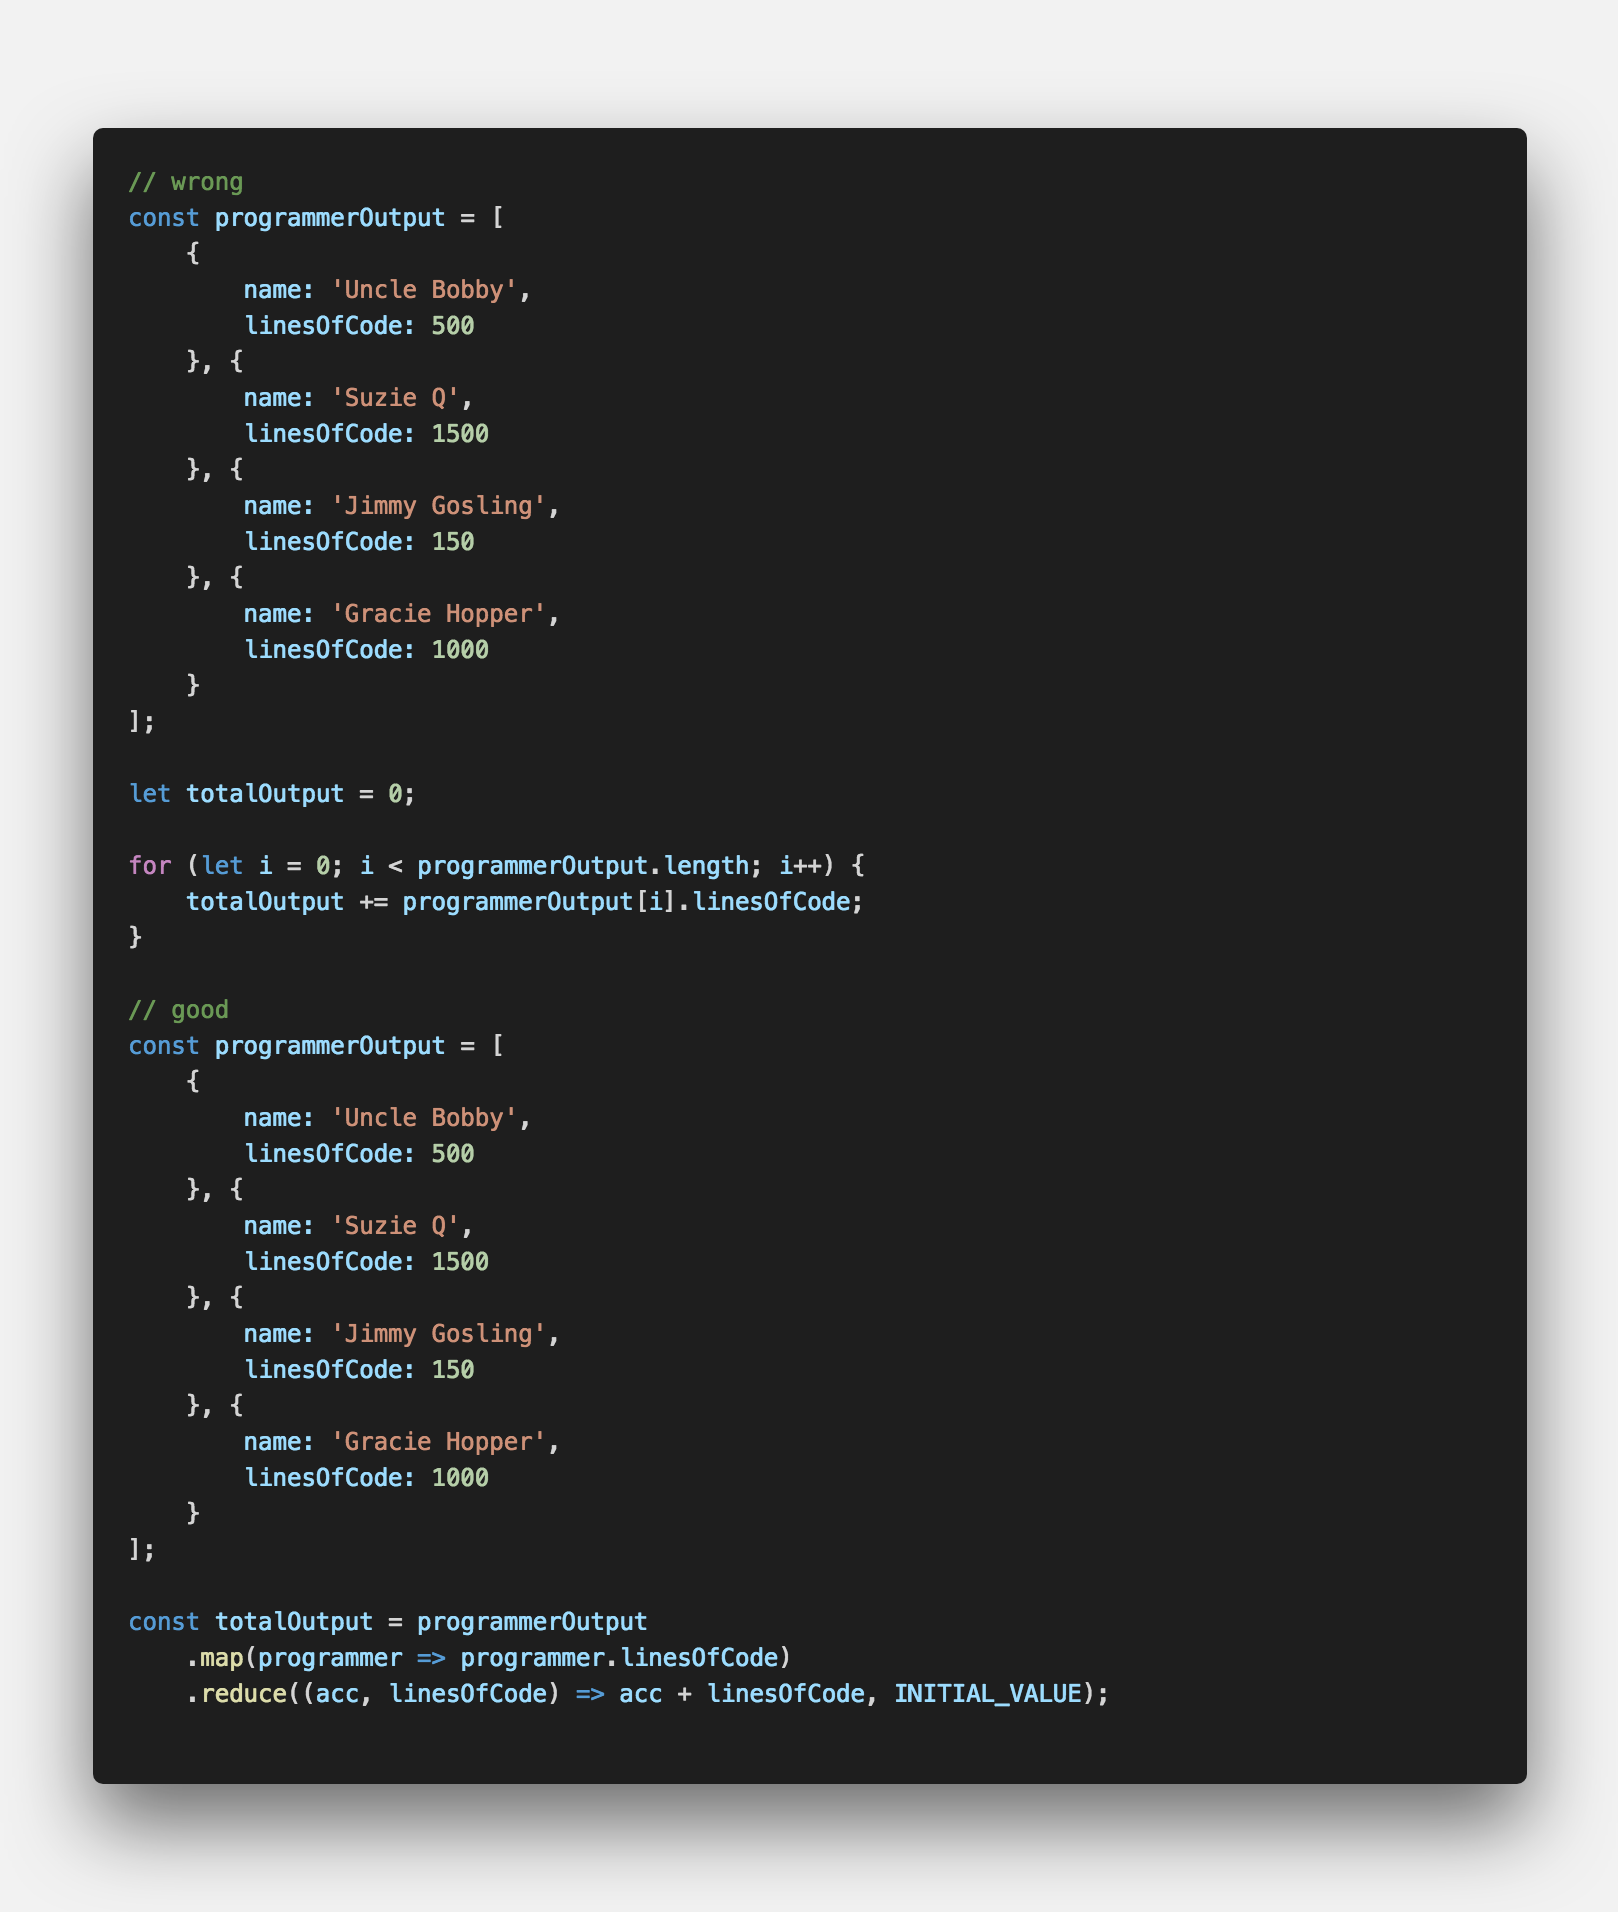 // wrong
const programmerOutput = [
    {
        name: 'Uncle Bobby',
        linesOfCode: 500
    }, {
        name: 'Suzie Q',
        linesOfCode: 1500
    }, {
        name: 'Jimmy Gosling',
        linesOfCode: 150
    }, {
        name: 'Gracie Hopper',
        linesOfCode: 1000
    }
];

let totalOutput = 0;

for (let i = 0; i < programmerOutput.length; i++) {
    totalOutput += programmerOutput[i].linesOfCode;
}

// good
const programmerOutput = [
    {
        name: 'Uncle Bobby',
        linesOfCode: 500
    }, {
        name: 'Suzie Q',
        linesOfCode: 1500
    }, {
        name: 'Jimmy Gosling',
        linesOfCode: 150
    }, {
        name: 'Gracie Hopper',
        linesOfCode: 1000
    }
];

const totalOutput = programmerOutput
    .map(programmer => programmer.linesOfCode)
    .reduce((acc, linesOfCode) => acc + linesOfCode, INITIAL_VALUE);